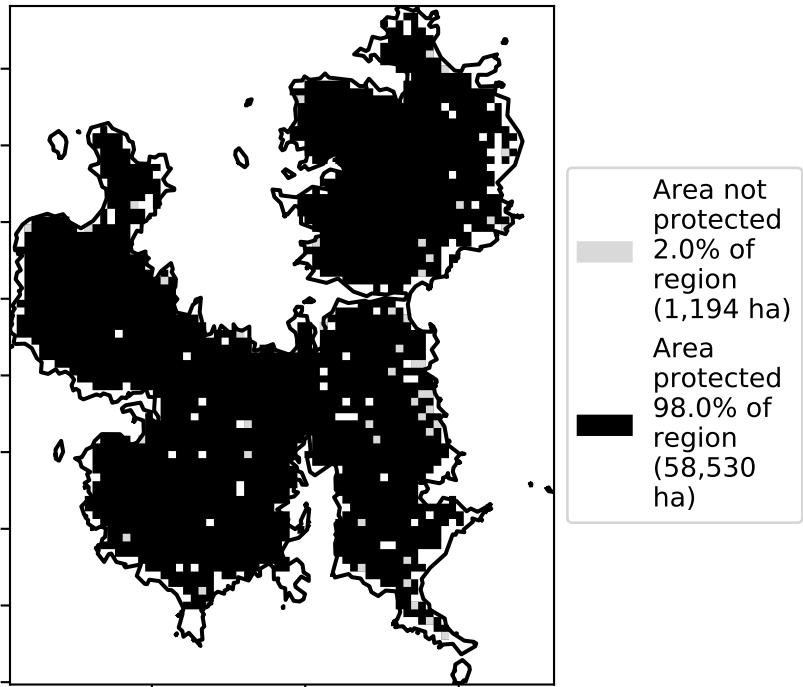 Area not
protected
2.0% of
region
(1,194 ha)
Area
protected
98.0% of
region
(58,530
ha)